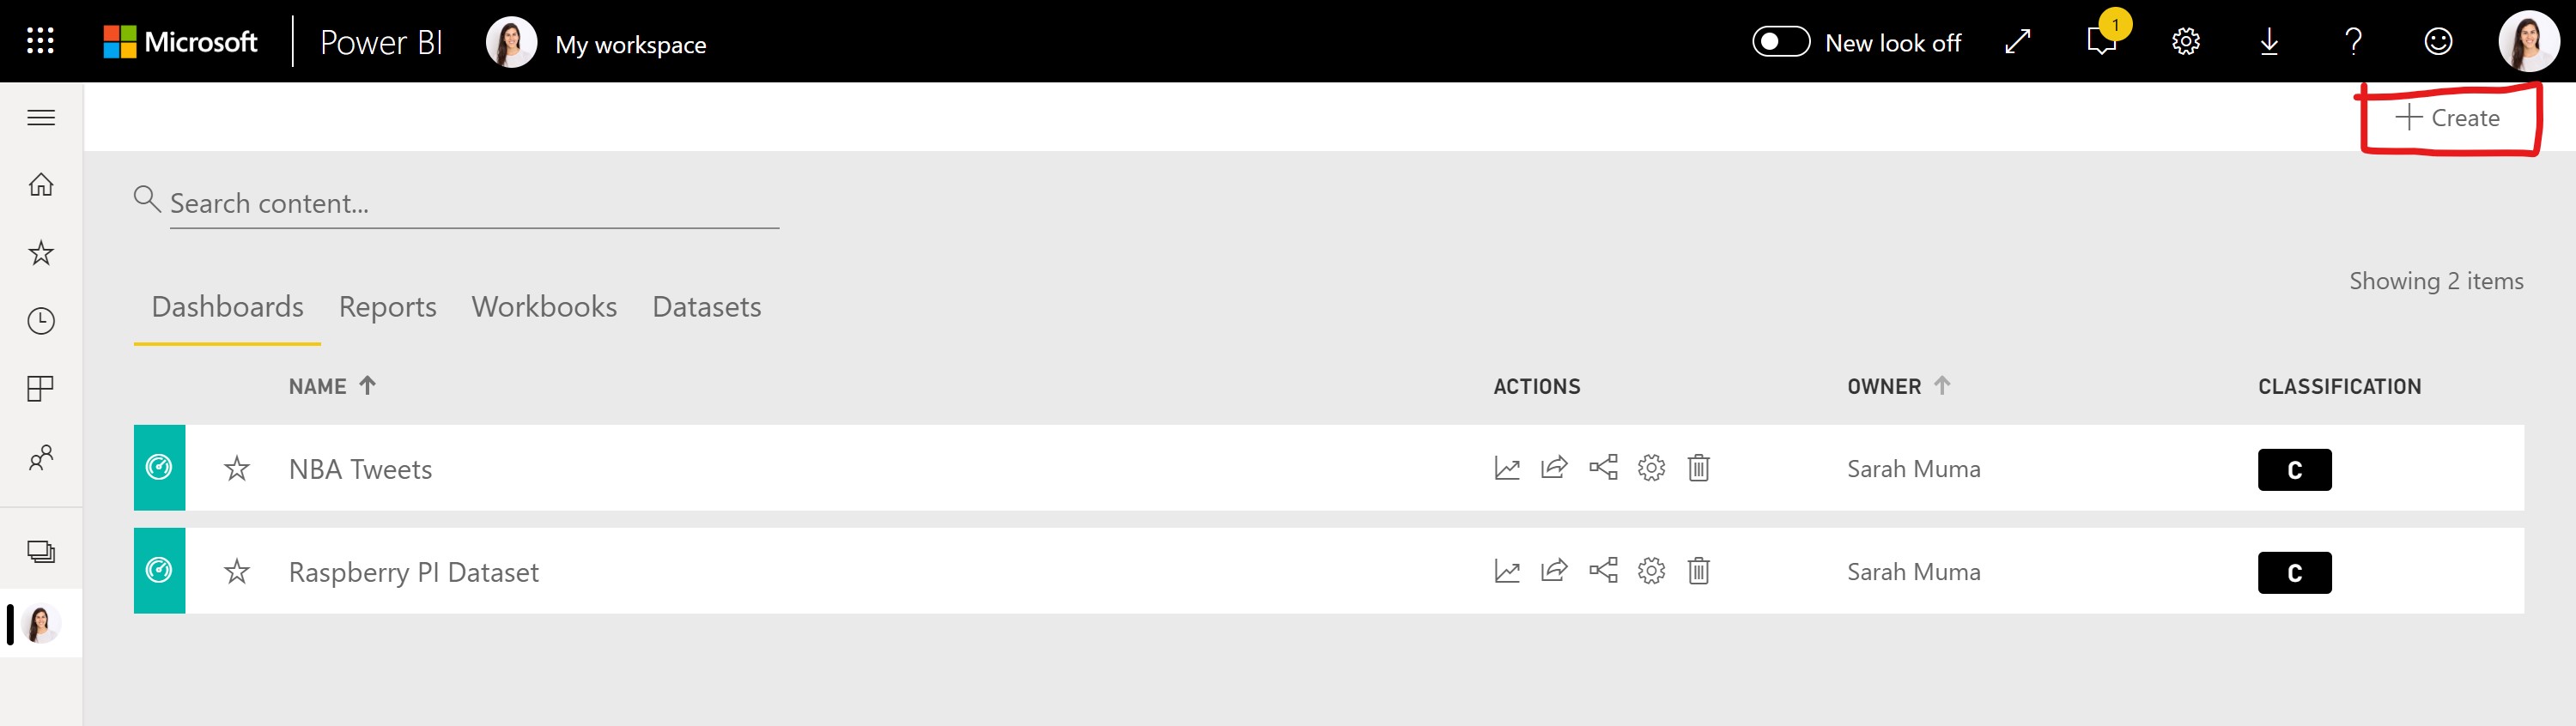 Microsoft Power BI My workspace New look off 1 ?
Create
Search content...
Showing 2 items
Dashboards Reports Workbooks Datasets
NAME ACTIONS OWNER CLASSIFICATION
NBA Tweets Sarah Muma C
Raspberry PI Dataset Sarah Muma C